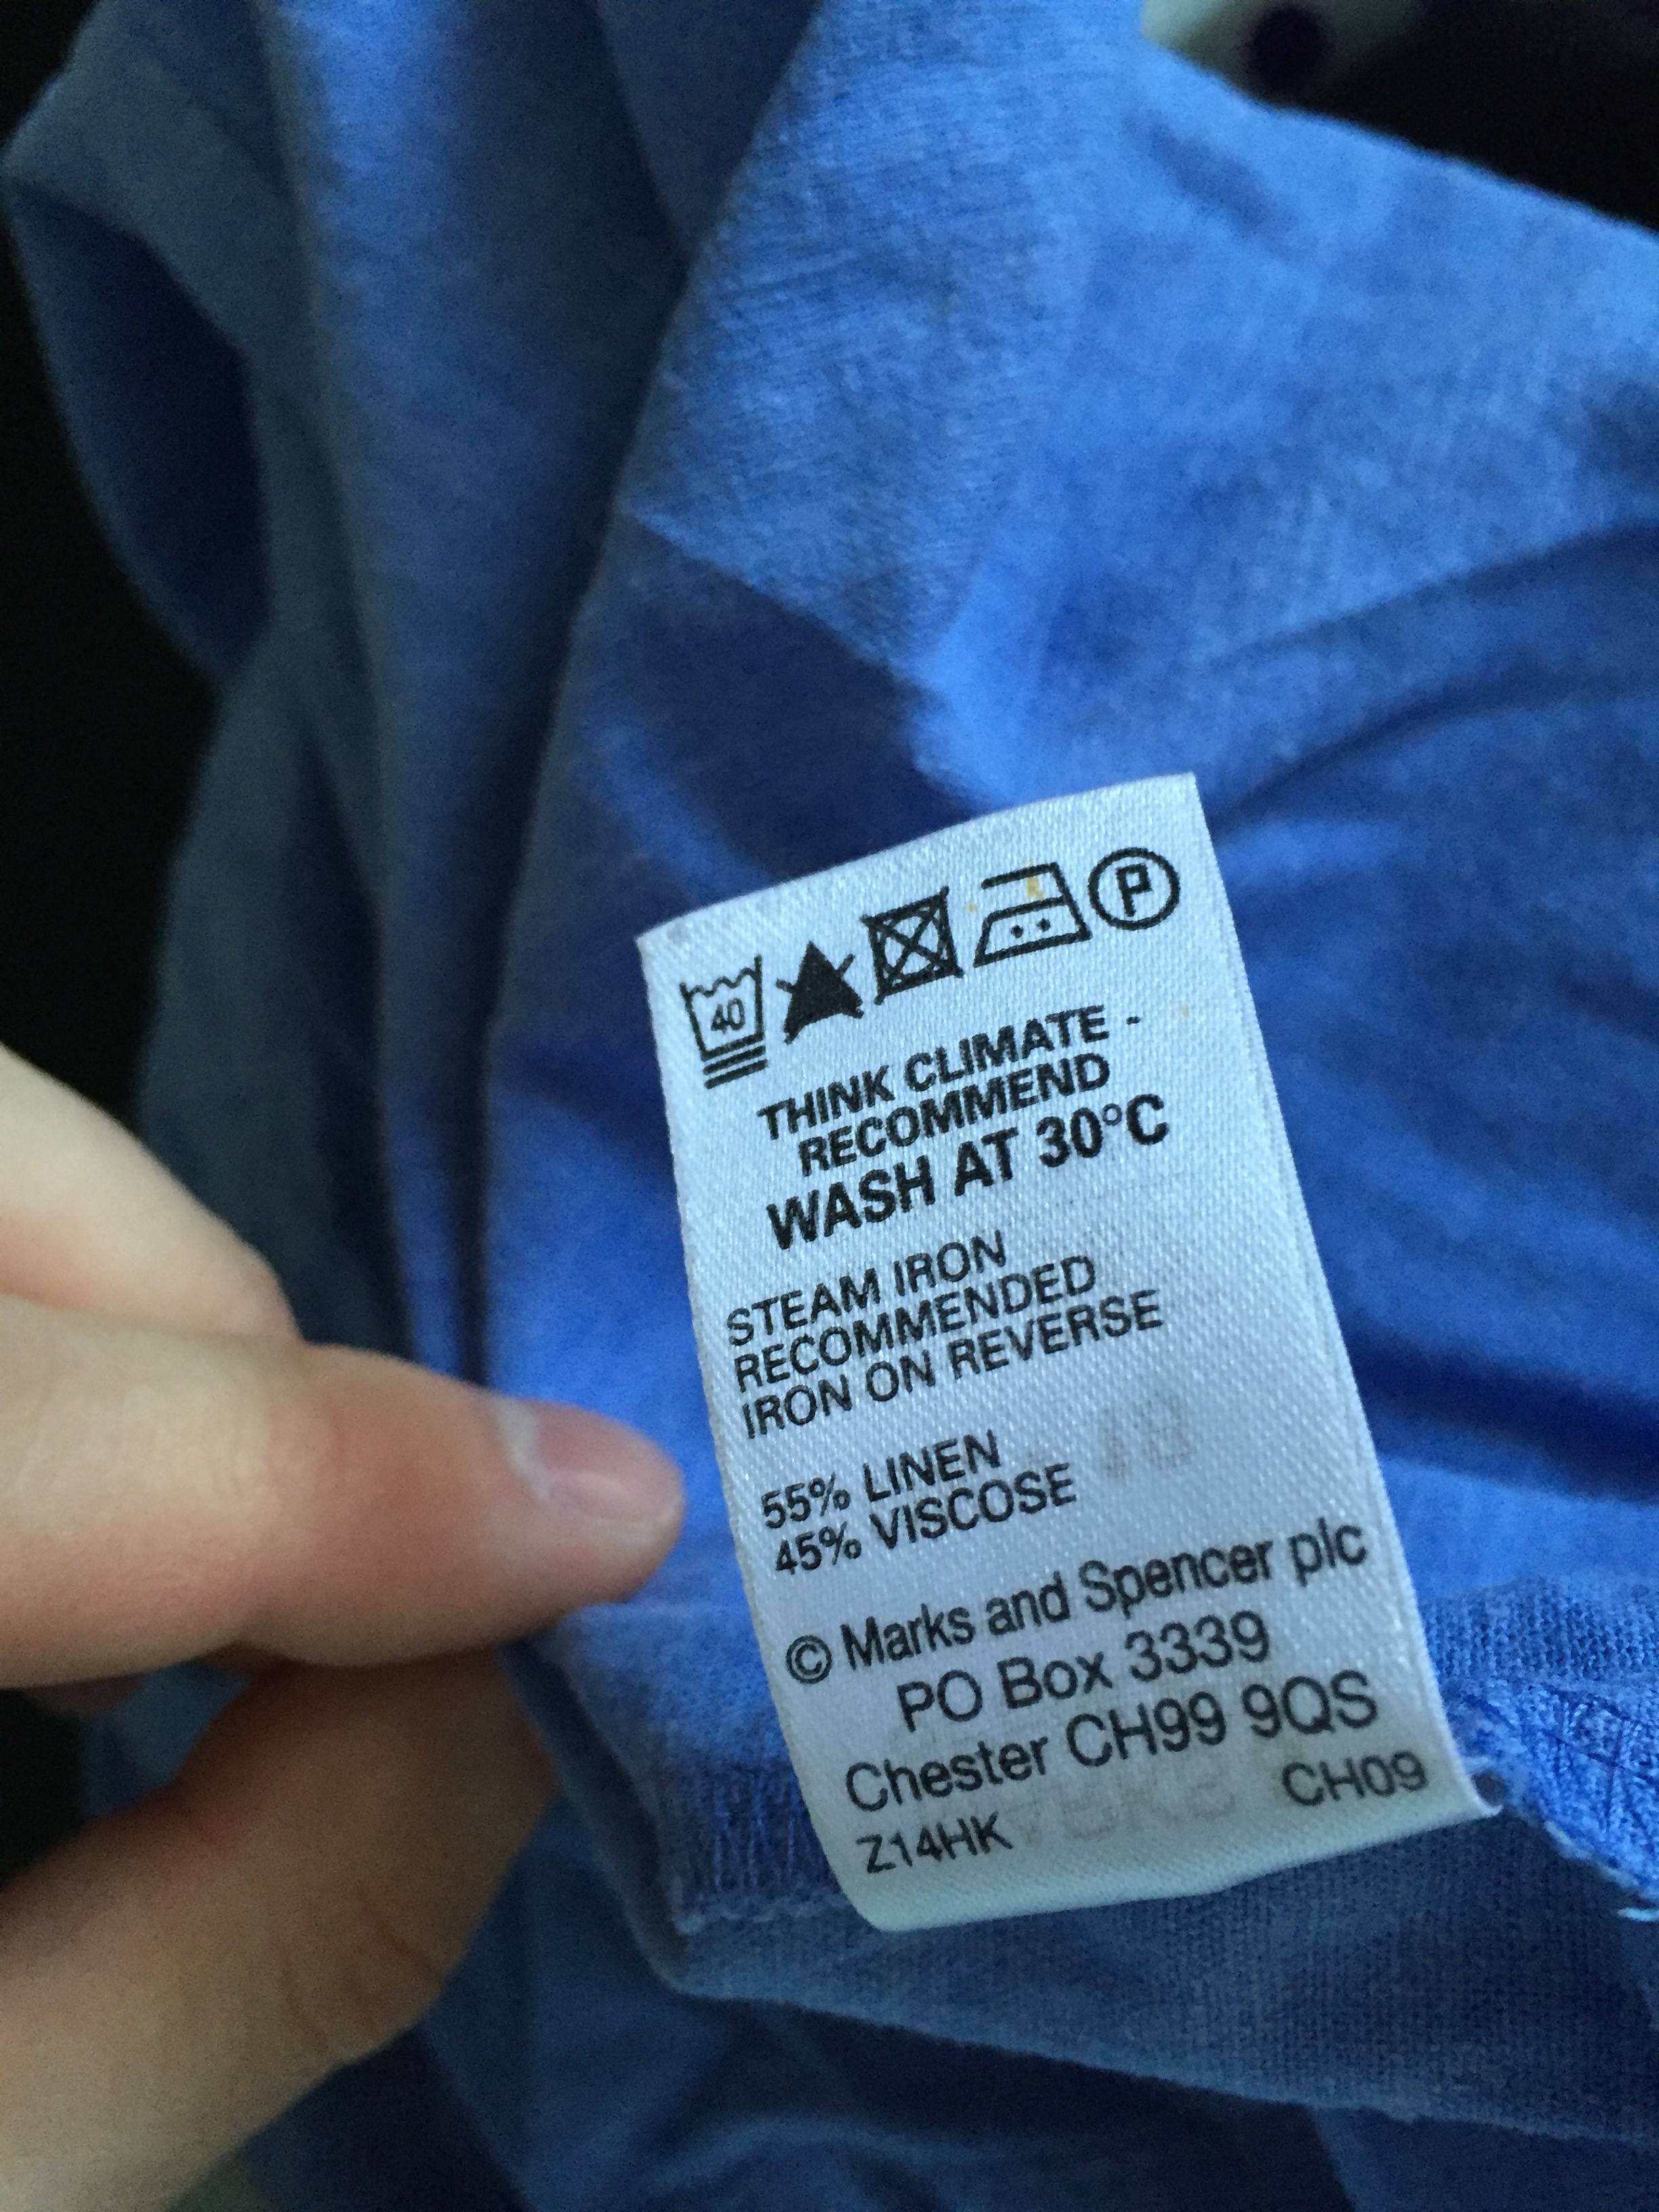 40
P
THINK CLIMATE -
RECOMMEND
WASH AT 30°C
STEAM IRON
RECOMMENDED
IRON ON REVERSE
55% LINEN
45% VISCOSE
© Marks and Spencer plc
PO Box 3339
Chester CH99 9QS
Z14HK CH09